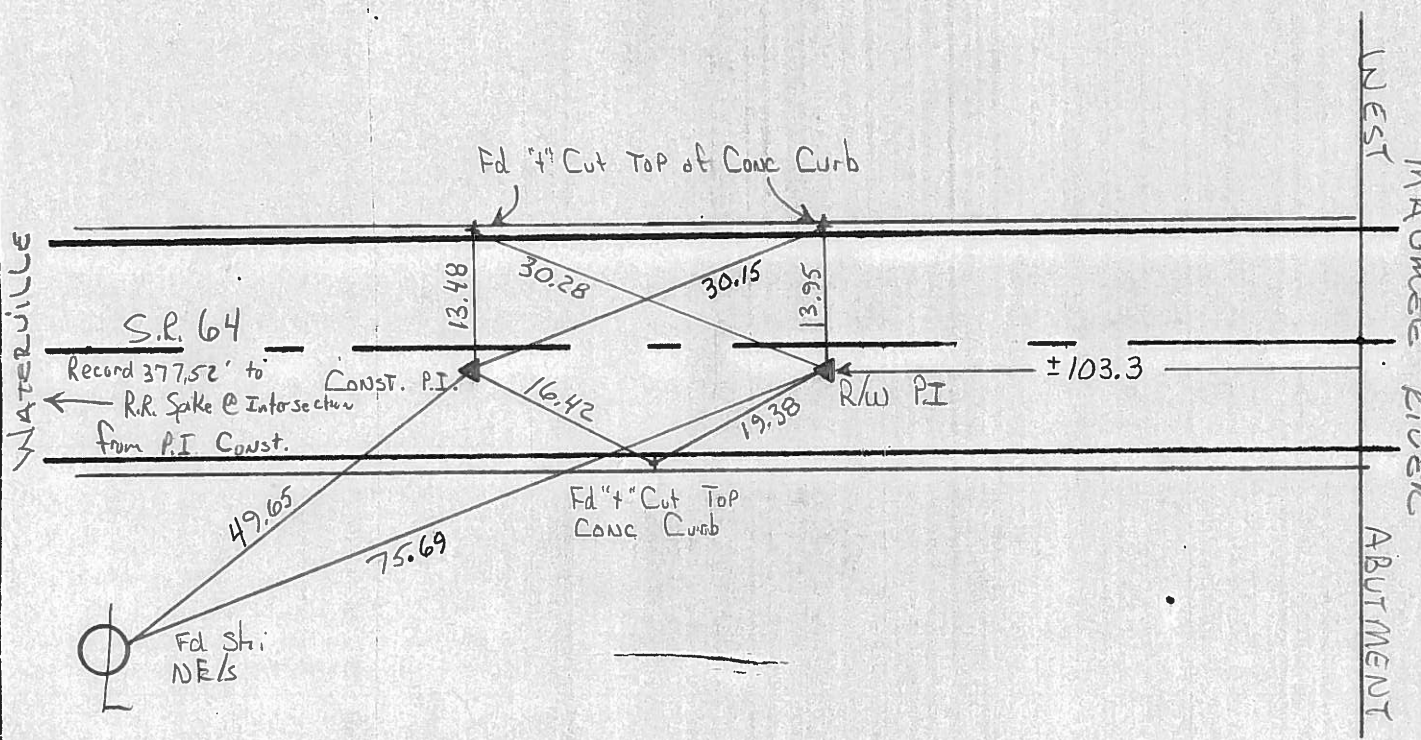 Fd "+" Cut Top of Conc Curb
WATERVILLE
S.R. 64
Record 377.52' to
R.R. Spike @ Intersection
from P.I Const.
CONST. P.I.
13.48
30.28
30.15
13.95
R/W P.I
±103.3
16.42
19.38
49.65
75.69
Fd "+" Cut Top
CONC Curb
Fd
NE/s
WEST
ABUTMENT
MAUMEE RIVER